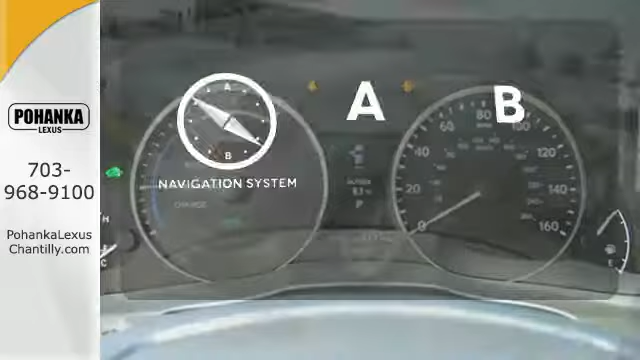 POHANKA
LEXUS
703-
968-9100
PohankaLexus
Chantilly.com
A
B
NAVIGATION SYSTEM
A
B
CHARGE
P
0
20
40
60
80
100
120
140
160
H
C
E